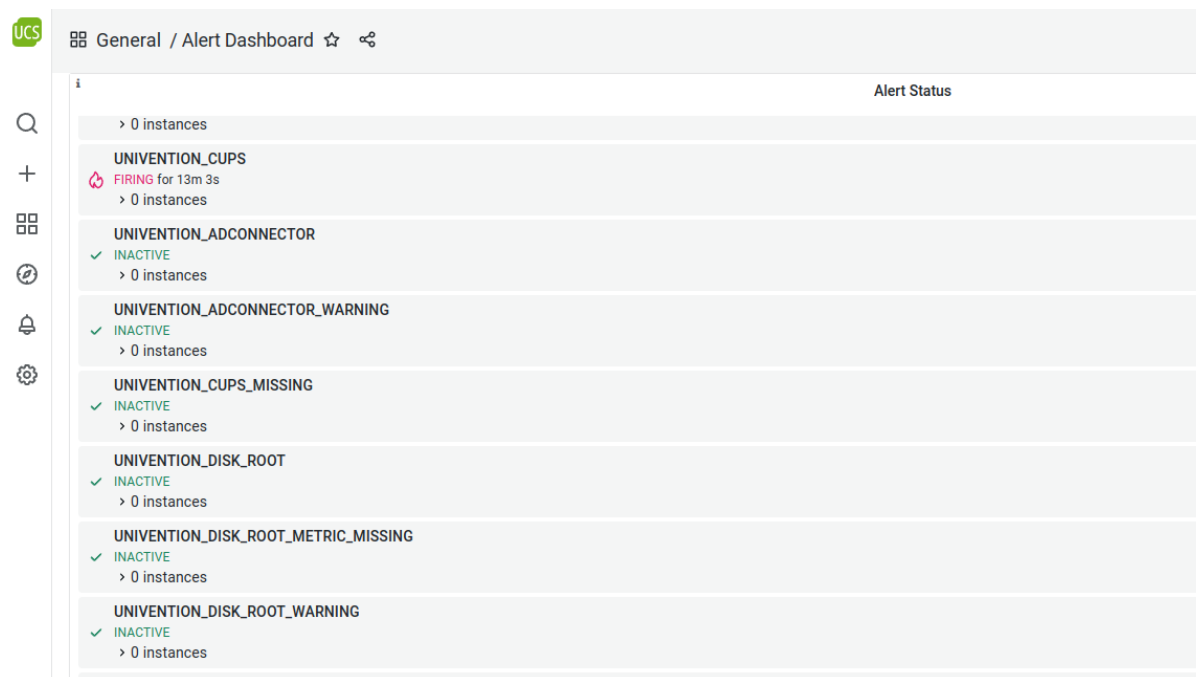 UCS
General / Alert Dashboard
i
Alert Status
> 0 instances
UNIVENTION_CUPS
FIRING for 13m 3s
> 0 instances
UNIVENTION_ADCONNECTOR
INACTIVE
> 0 instances
UNIVENTION_ADCONNECTOR_WARNING
INACTIVE
> 0 instances
UNIVENTION_CUPS_MISSING
INACTIVE
> 0 instances
UNIVENTION_DISK_ROOT
INACTIVE
> 0 instances
UNIVENTION_DISK_ROOT_METRIC_MISSING
INACTIVE
> 0 instances
UNIVENTION_DISK_ROOT_WARNING
INACTIVE
> 0 instances